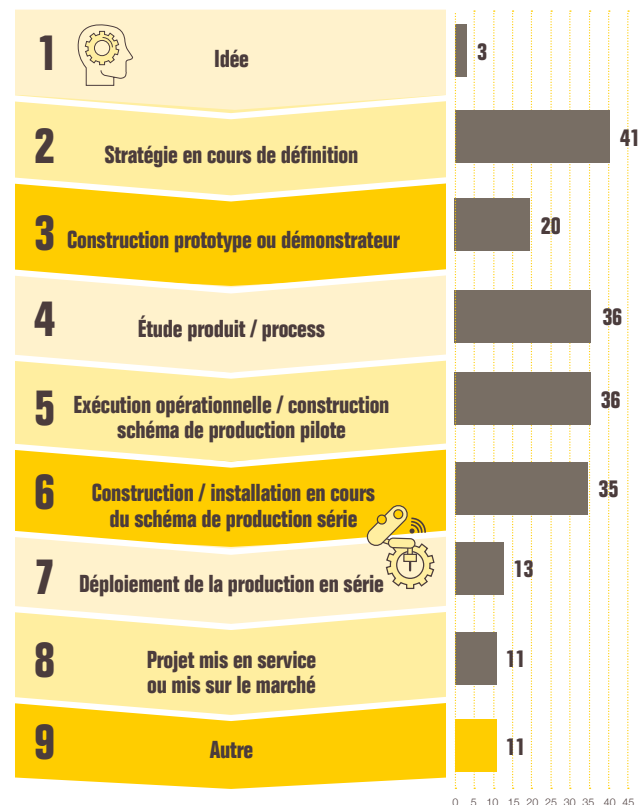 1
Idée
3
2
Stratégie en cours de définition
41
3
Construction prototype ou démonstrateur
20
4
Étude produit / process
36
5
Exécution opérationnelle / construction
schéma de production pilote
36
6
Construction / installation en cours
du schéma de production série
35
7
Déploiement de la production en série
13
8
Projet mis en service
ou mis sur le marché
11
9
Autre
11
0 5 10 15 20 25 30 35 40 45